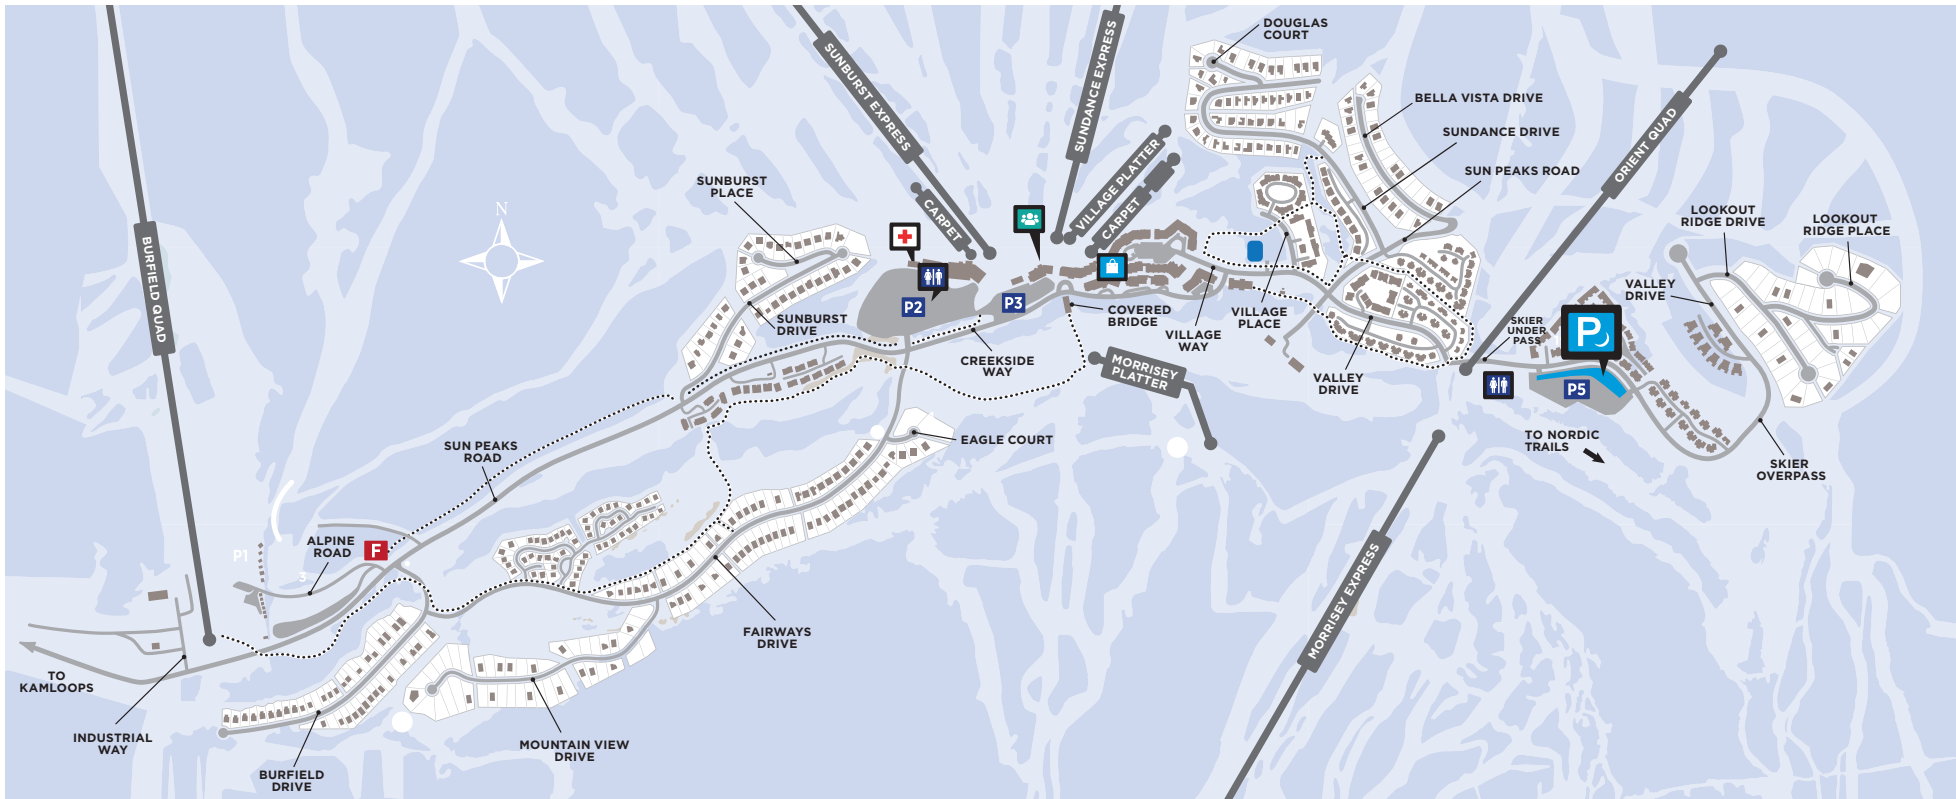 DOUGLAS
COURT
SUNBURST EXPRESS
SUNDANCE EXPRESS
BELLA VISTA DRIVE
ORIENT QUAD
SUNDANCE DRIVE
VILLAGE PLATTER
SUN PEAKS ROAD
SUNBURST
PLACE
CARPET
CARPET
N
LOOKOUT
RIDGE DRIVE
LOOKOUT
RIDGE PLACE
BURFIELD QUAD
VALLEY
DRIVE
P2
P3
SUNBURST
DRIVE
COVERED
BRIDGE
VILLAGE
WAY
VILLAGE
PLACE
SKIER
UNDER
PASS
P
P5
CREEKSIDE
WAY
MORRISEY
PLATTER
VALLEY
DRIVE
SUN PEAKS
ROAD
EAGLE COURT
TO NORDIC
TRAILS
SKIER
OVERPASS
P1
ALPINE
ROAD
F
3
MORRISEY EXPRESS
FAIRWAYS
DRIVE
TO
KAMLOOPS
INDUSTRIAL
WAY
MOUNTAIN VIEW
DRIVE
BURFIELD
DRIVE